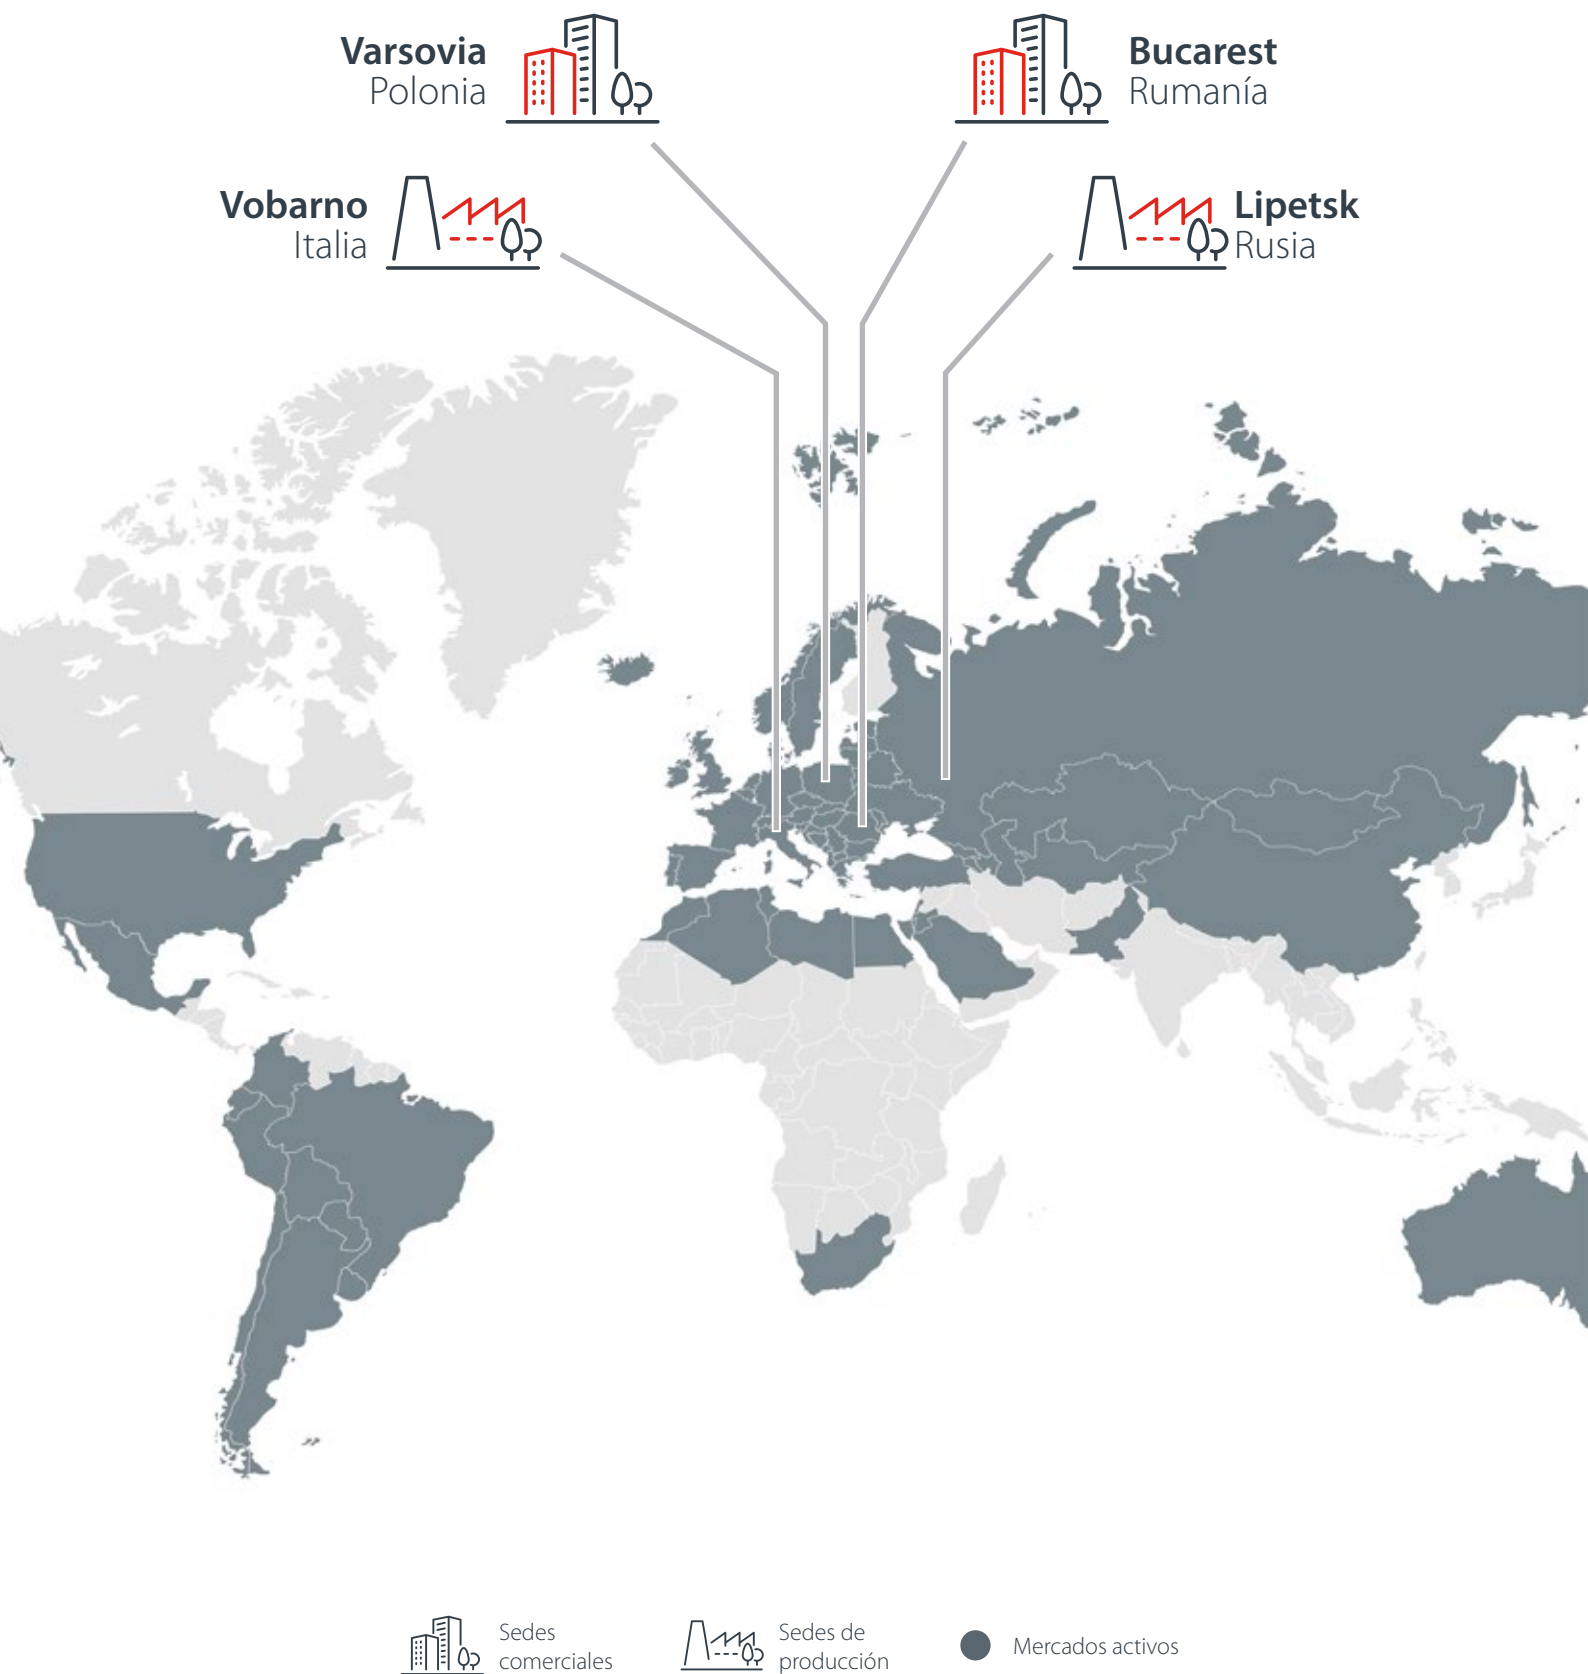 Varsovia
Polonia
Bucarest
Rumanía
Vobarno
Italia
Lipetsk
Rusia
Sedes
comerciales
Sedes de
producción
Mercados activos